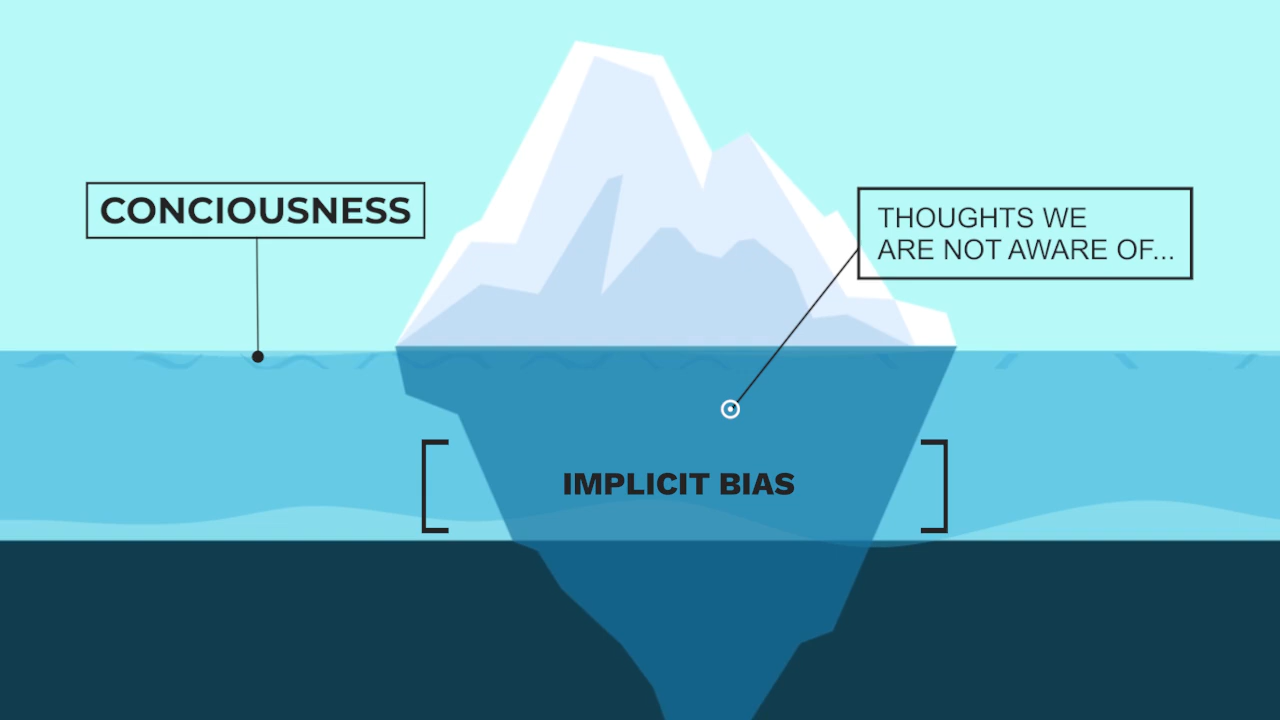 CONCIOUSNESS
THOUGHTS WE
ARE NOT AWARE OF...
IMPLICIT BIAS